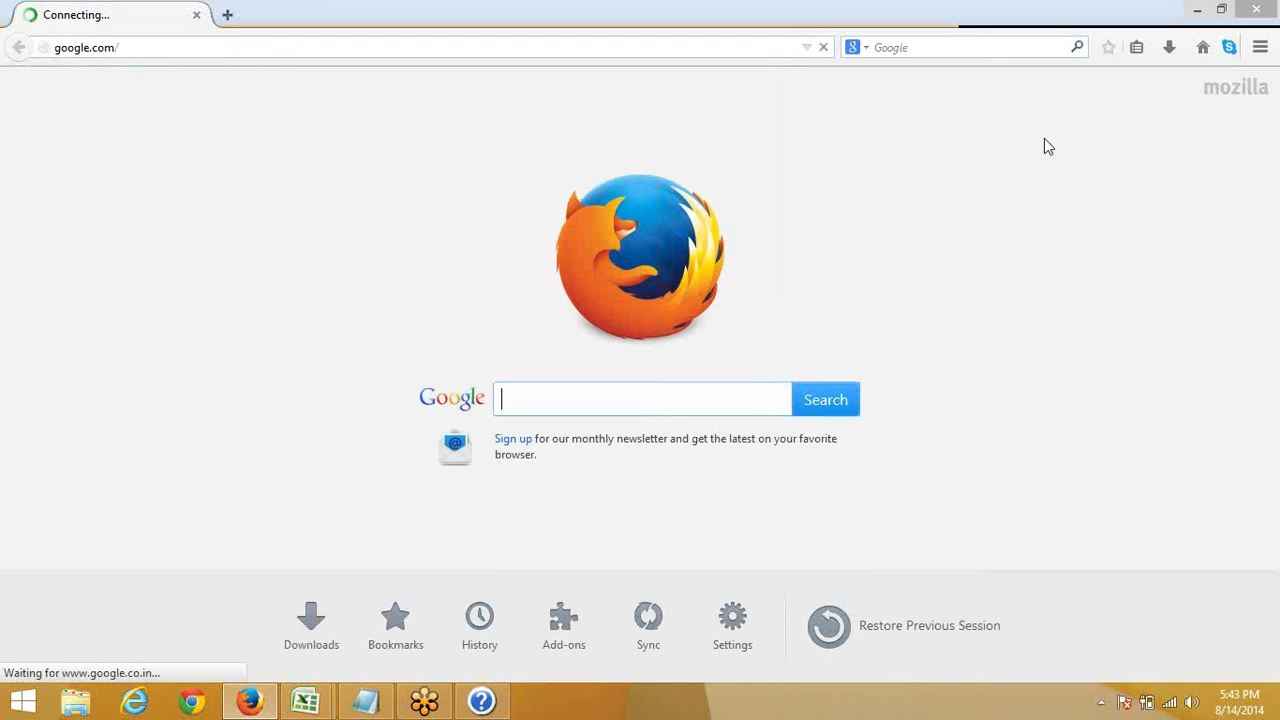 Connecting...
google.com/
Google
mozilla
Google
Search
Sign up for our monthly newsletter and get the latest on your favorite
browser.
Downloads
Bookmarks
History
Add-ons
Sync
Settings
Restore Previous Session
Waiting for www.google.co.in...
5:43 PM
8/14/2014